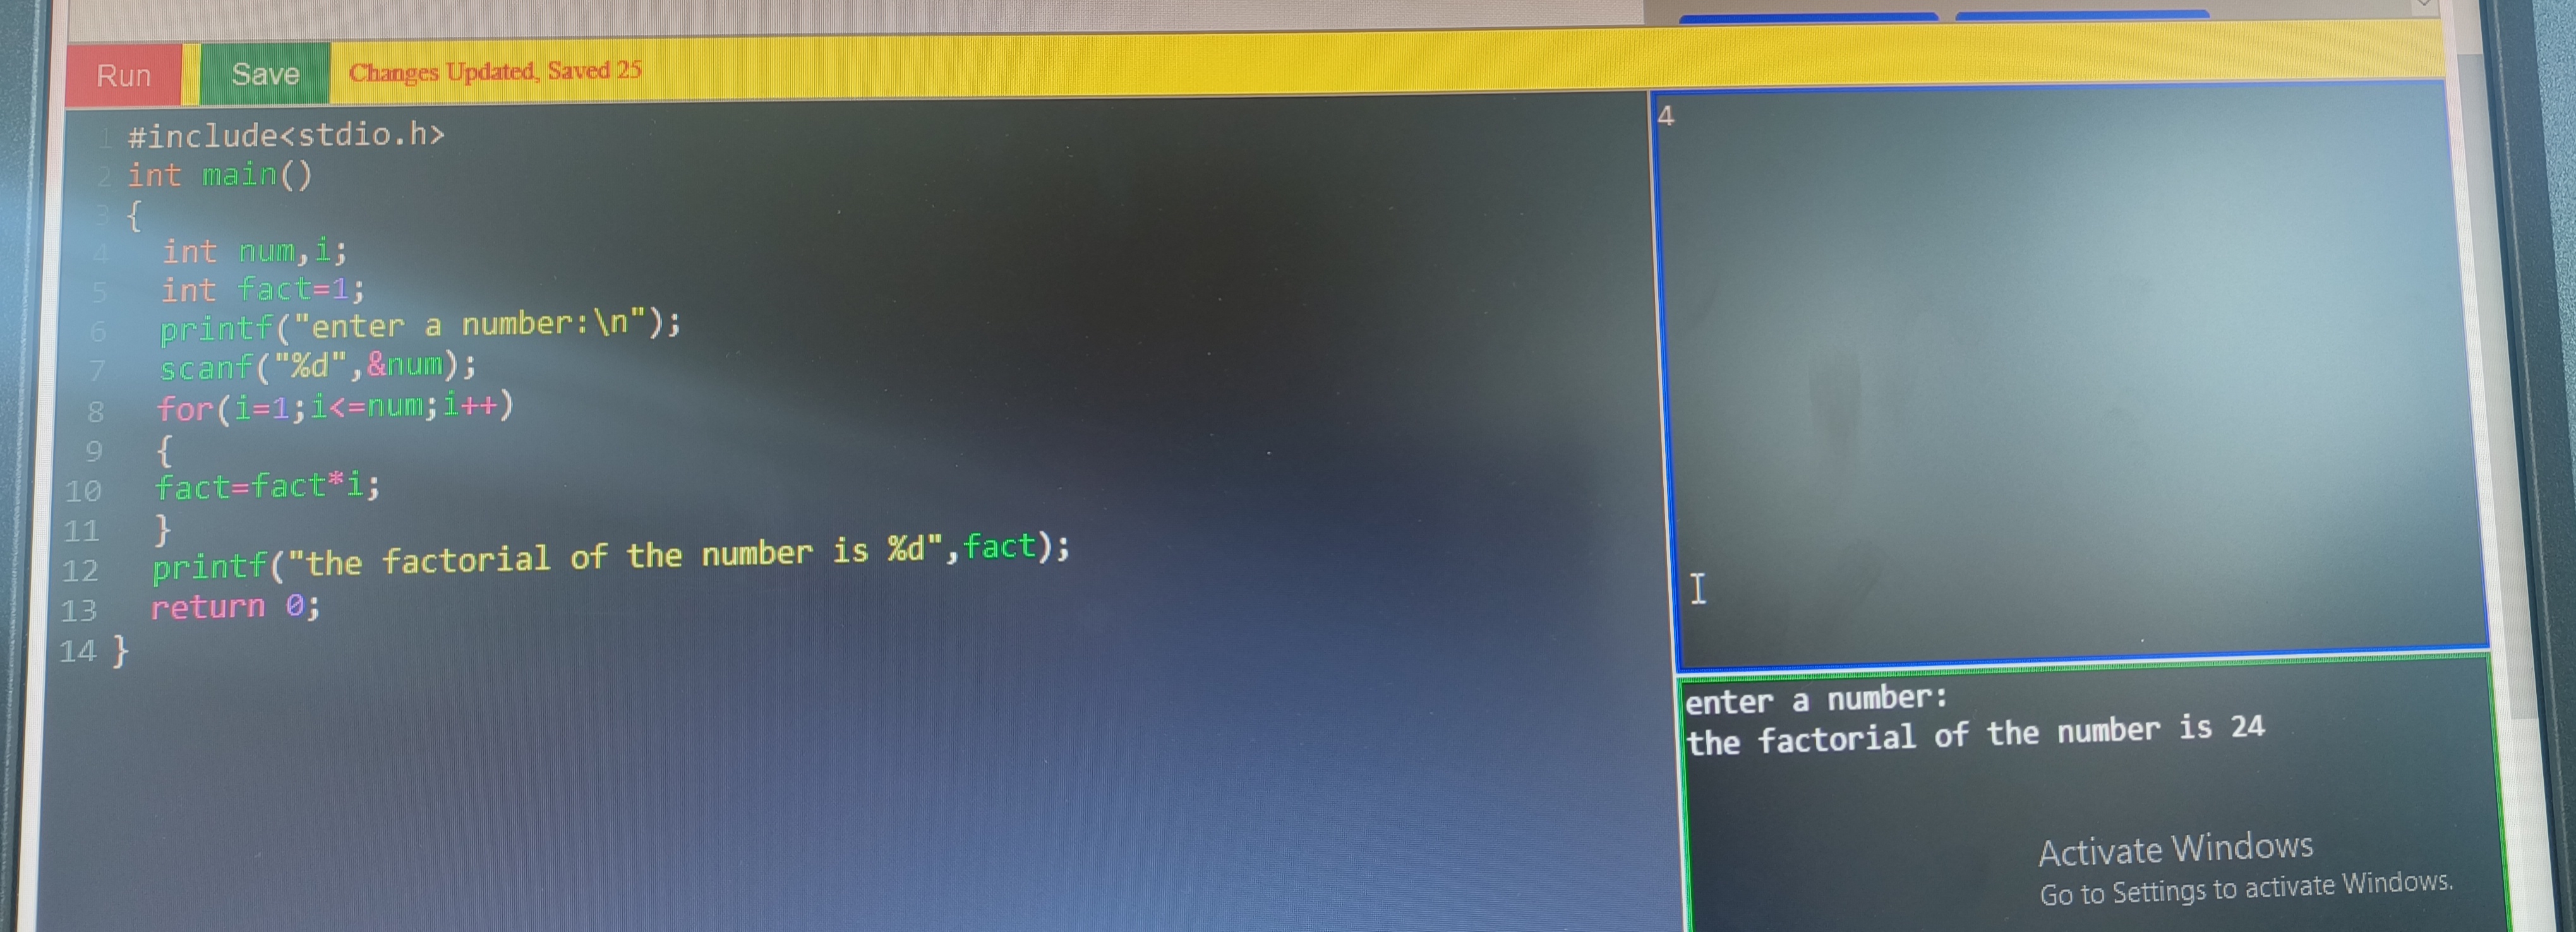 Run Save Changes Updated, Saved 25
1 #include<stdio.h>
2 int main()
3 {
4 int num,i;
5 int fact=1;
6 printf("enter a number:\n");
7 scanf("%d",&num);
8 for(i=1;i<=num;i++)
9 {
10 fact=fact*i;
11 }
12 printf("the factorial of the number is %d",fact);
13 return 0;
14 }
4
enter a number:
the factorial of the number is 24
Activate Windows
Go to Settings to activate Windows.